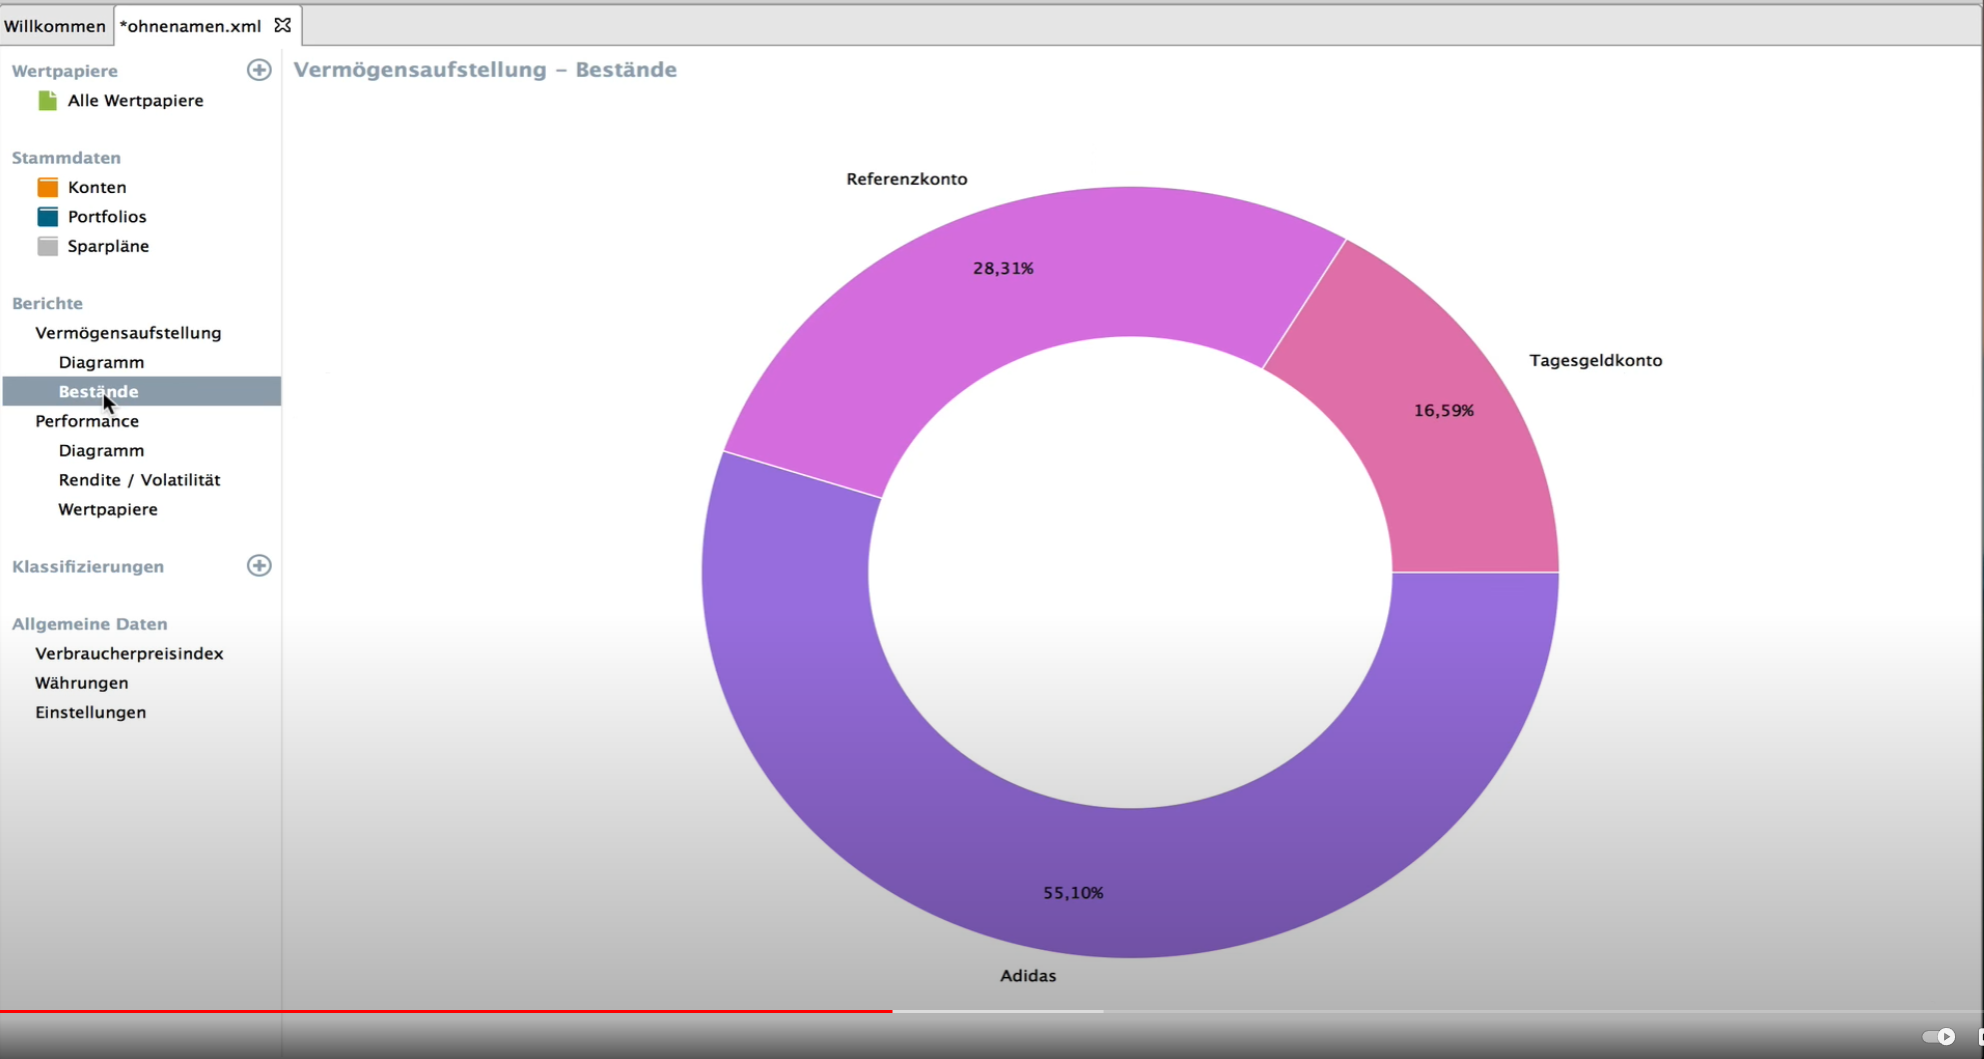 Willkommen
*ohnenamen.xml
Wertpapiere
Alle Wertpapiere
Stammdaten
Konten
Portfolios
Sparpläne
Berichte
Vermögensaufstellung
Diagramm
Bestände
Performance
Diagramm
Rendite / Volatilität
Wertpapiere
Klassifizierungen
Allgemeine Daten
Verbraucherpreisindex
Währungen
Einstellungen
Vermögensaufstellung – Bestände
Referenzkonto
28,31%
Tagesgeldkonto
16,59%
55,10%
Adidas